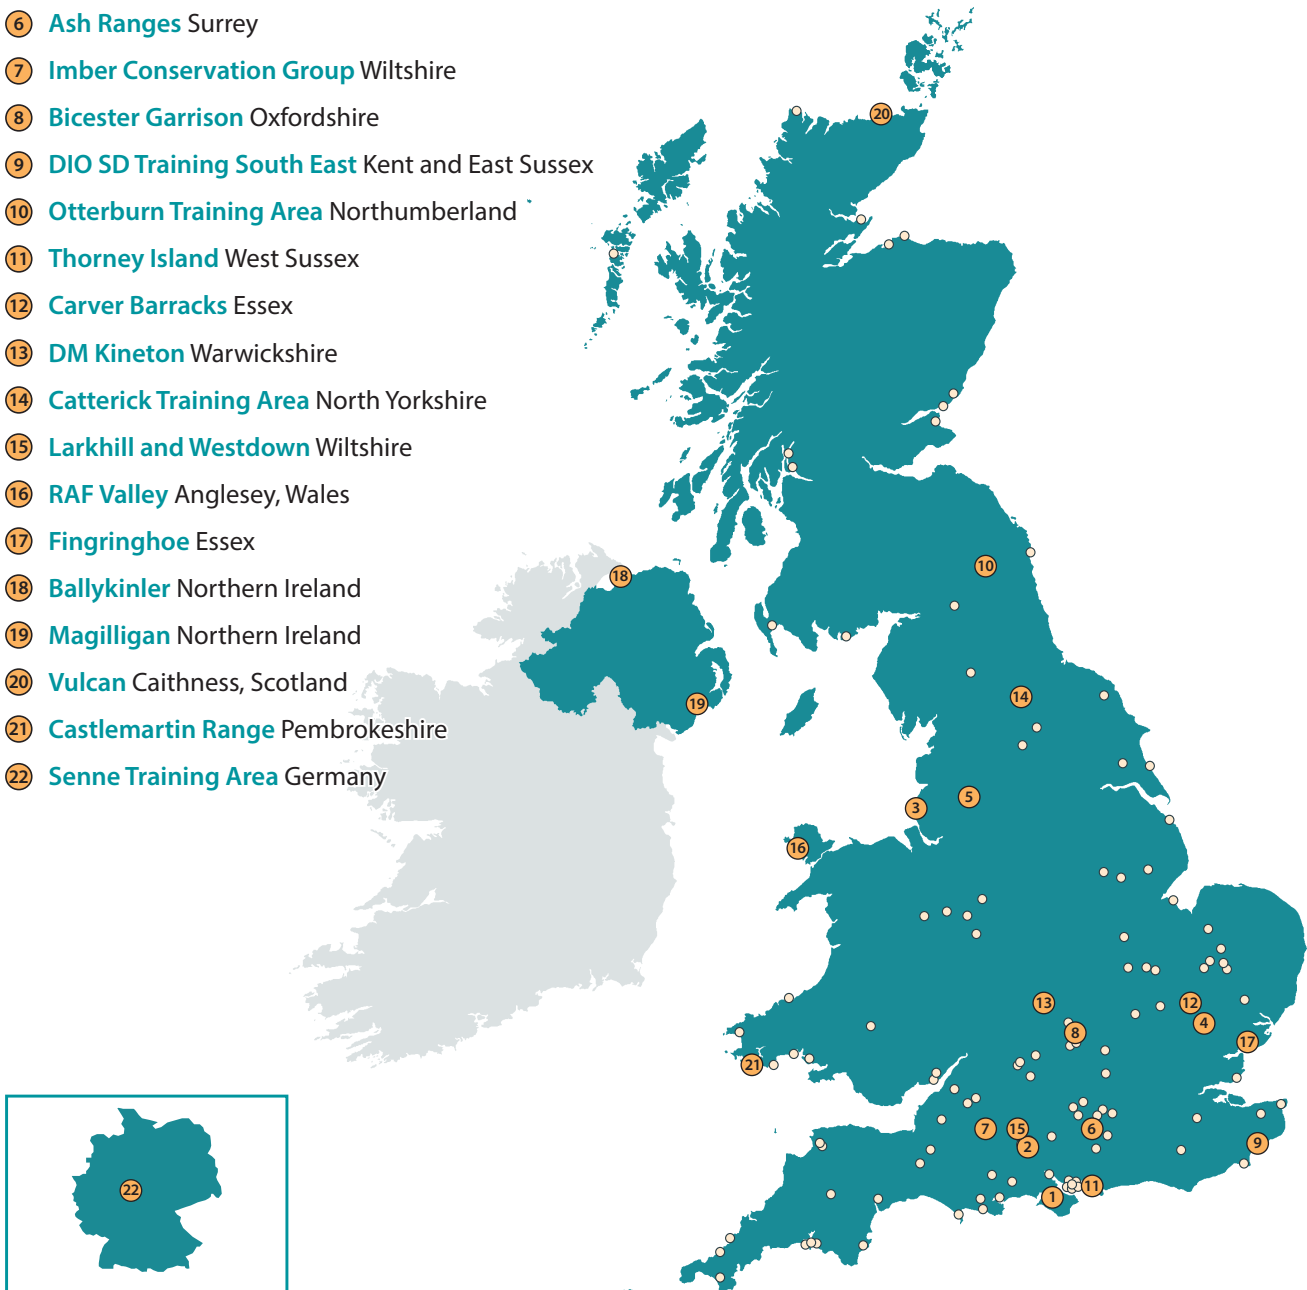 6 Ash Ranges Surrey
7 Imber Conservation Group Wiltshire
8 Bicester Garrison Oxfordshire
9 DIO SD Training South East Kent and East Sussex
10 Otterburn Training Area Northumberland
11 Thorney Island West Sussex
12 Carver Barracks Essex
13 DM Kineton Warwickshire
14 Catterick Training Area North Yorkshire
15 Larkhill and Westdown Wiltshire
16 RAF Valley Anglesey, Wales
17 Fingringhoe Essex
18 Ballykinler Northern Ireland
19 Magilligan Northern Ireland
20 Vulcan Caithness, Scotland
21 Castlemartin Range Pembrokeshire
22 Senne Training Area Germany
20
10
18
14
19
5
3
16
13
12
4
8
17
21
7
15
6
2
9
11
1
22